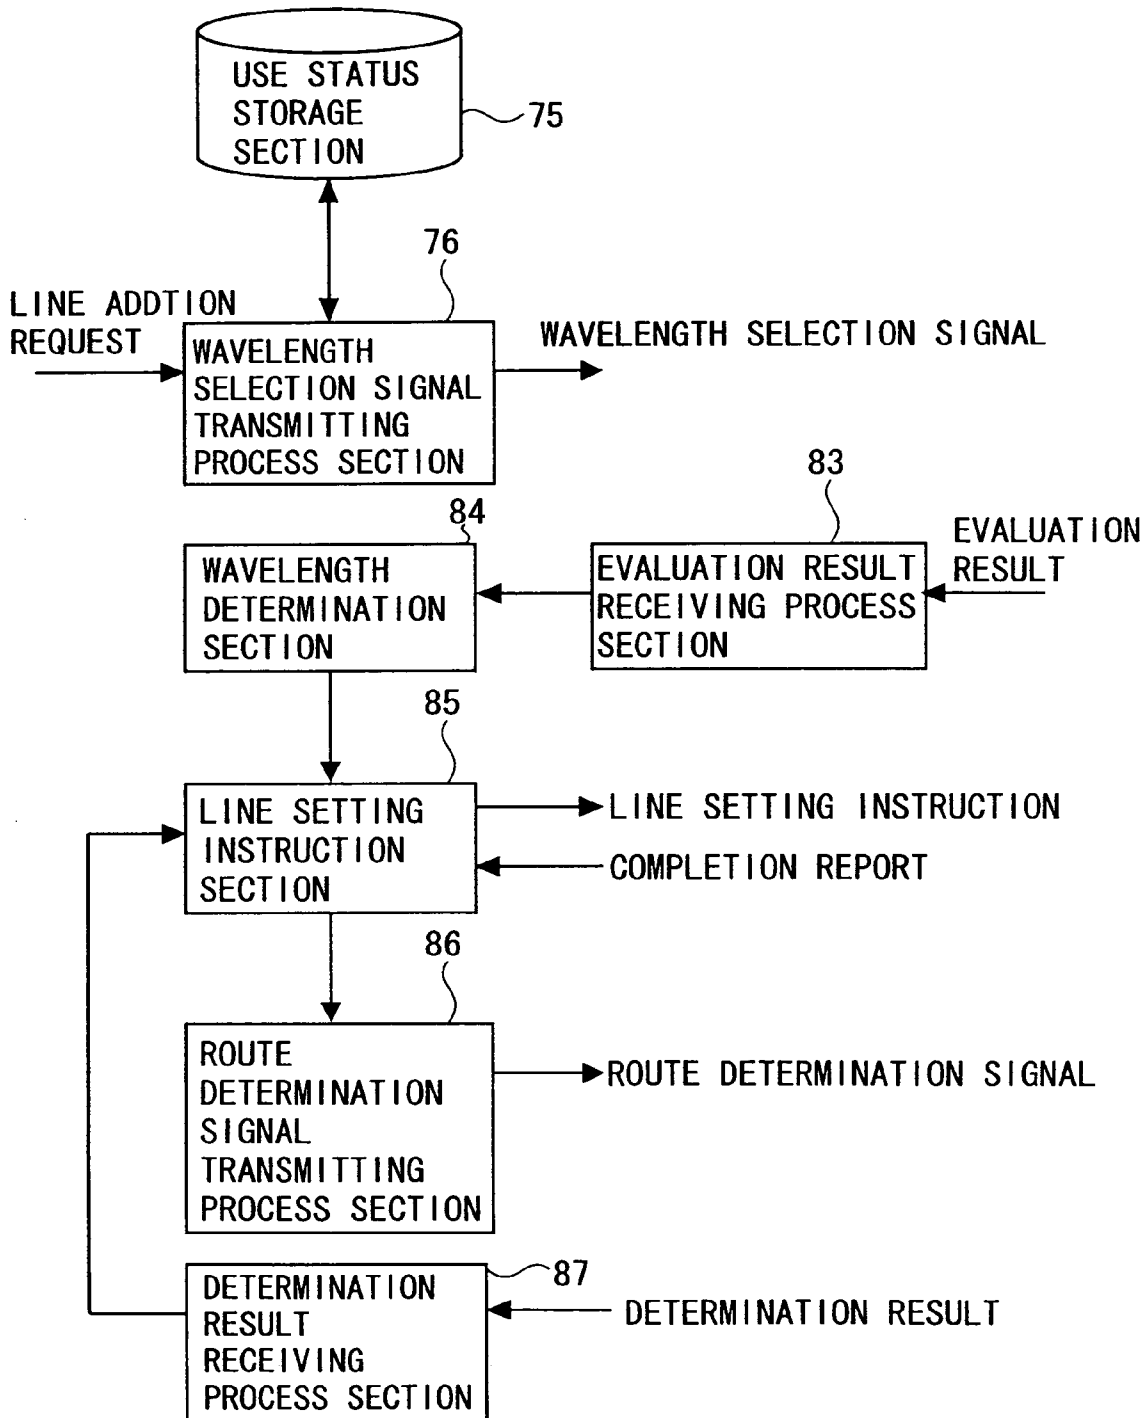 USE STATUS
STORAGE
SECTION
75
76
LINE ADDTION
REQUEST
WAVELENGTH
SELECTION SIGNAL
TRANSMITTING
PROCESS SECTION
WAVELENGTH SELECTION SIGNAL
83
84
WAVELENGTH
DETERMINATION
SECTION
EVALUATION RESULT
RECEIVING PROCESS
SECTION
EVALUATION
RESULT
85
LINE SETTING
INSTRUCTION
SECTION
LINE SETTING INSTRUCTION
COMPLETION REPORT
86
ROUTE
DETERMINATION
SIGNAL
TRANSMITTING
PROCESS SECTION
ROUTE DETERMINATION SIGNAL
87
DETERMINATION
RESULT
RECEIVING
PROCESS SECTION
DETERMINATION RESULT